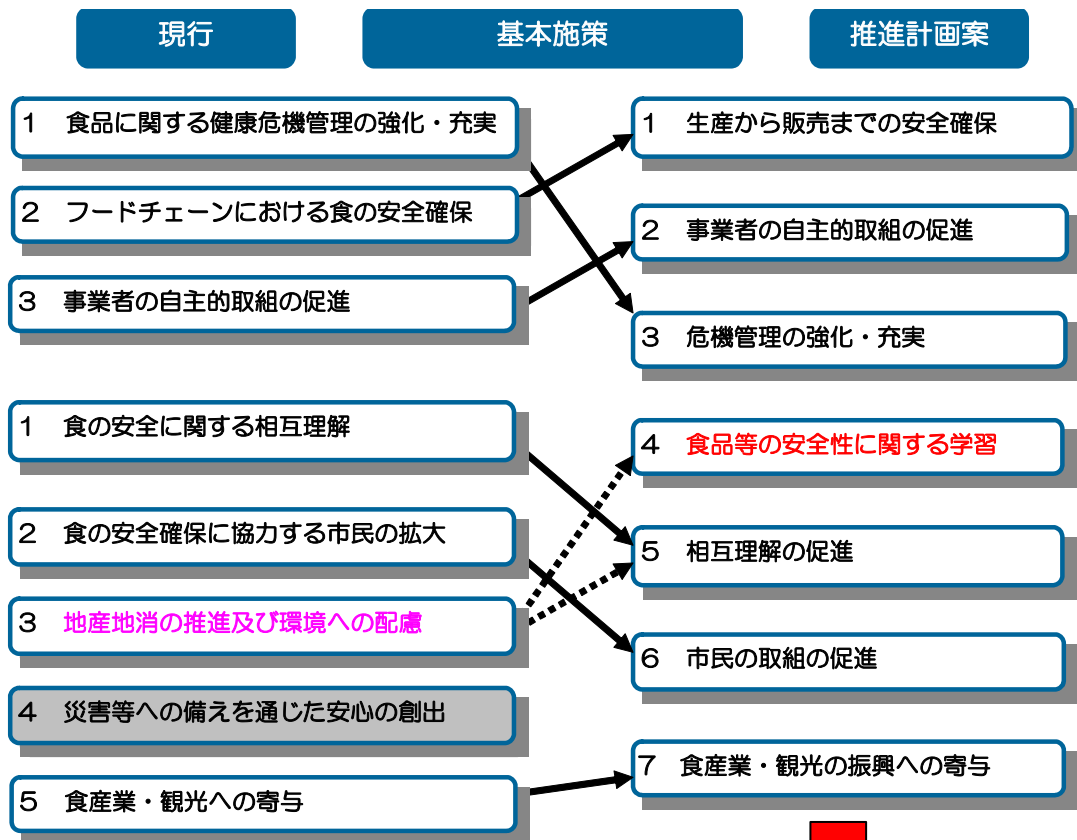 現行
基本施策
推進計画案
1 食品に関する健康危機管理の強化・充実
2 フードチェーンにおける食の安全確保
3 事業者の自主的取組の促進
1 食の安全に関する相互理解
2 食の安全確保に協力する市民の拡大
3 地産地消の推進及び環境への配慮
4 災害等への備えを通じた安心の創出
5 食産業・観光への寄与
1 生産から販売までの安全確保
2 事業者の自主的取組の促進
3 危機管理の強化・充実
4 食品等の安全性に関する学習
5 相互理解の促進
6 市民の取組の促進
7 食産業・観光の振興への寄与